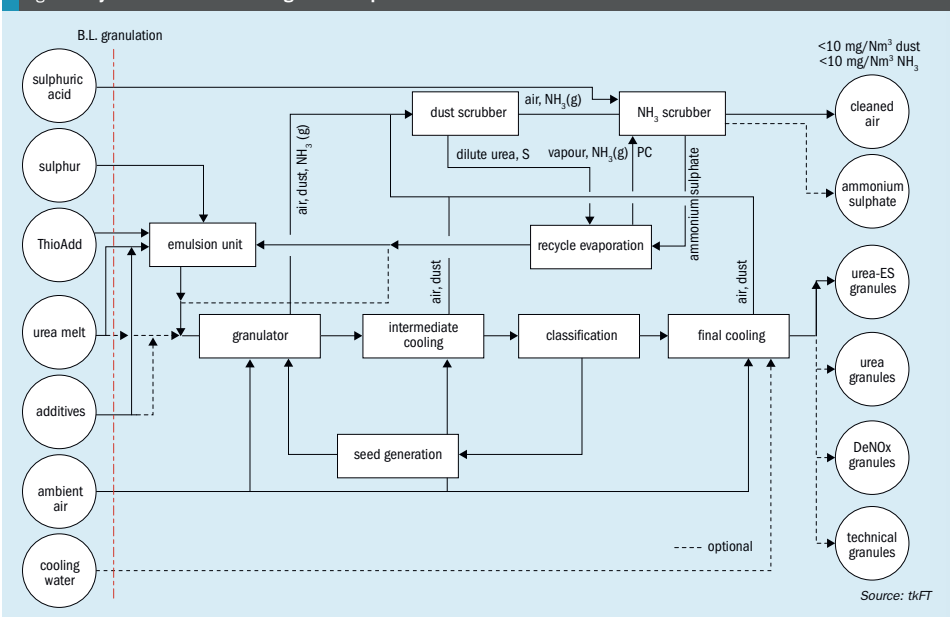 B.L. granulation
<10 mg/Nm³ dust
<10 mg/Nm³ NH₃
sulphuric
acid
sulphur
ThioAdd
urea melt
additives
ambient
air
cooling
water
dust scrubber
air, NH₃(g)
NH₃ scrubber
air, dust, NH₃ (g)
dilute urea, S
vapour, NH₃(g)
PC
ammonium sulphate
emulsion unit
recycle evaporation
air, dust
air, dust
granulator
intermediate
cooling
classification
final cooling
seed generation
cleaned
air
ammonium
sulphate
urea-ES
granules
urea
granules
DeNOx
granules
technical
granules
---- optional
Source: tkFT